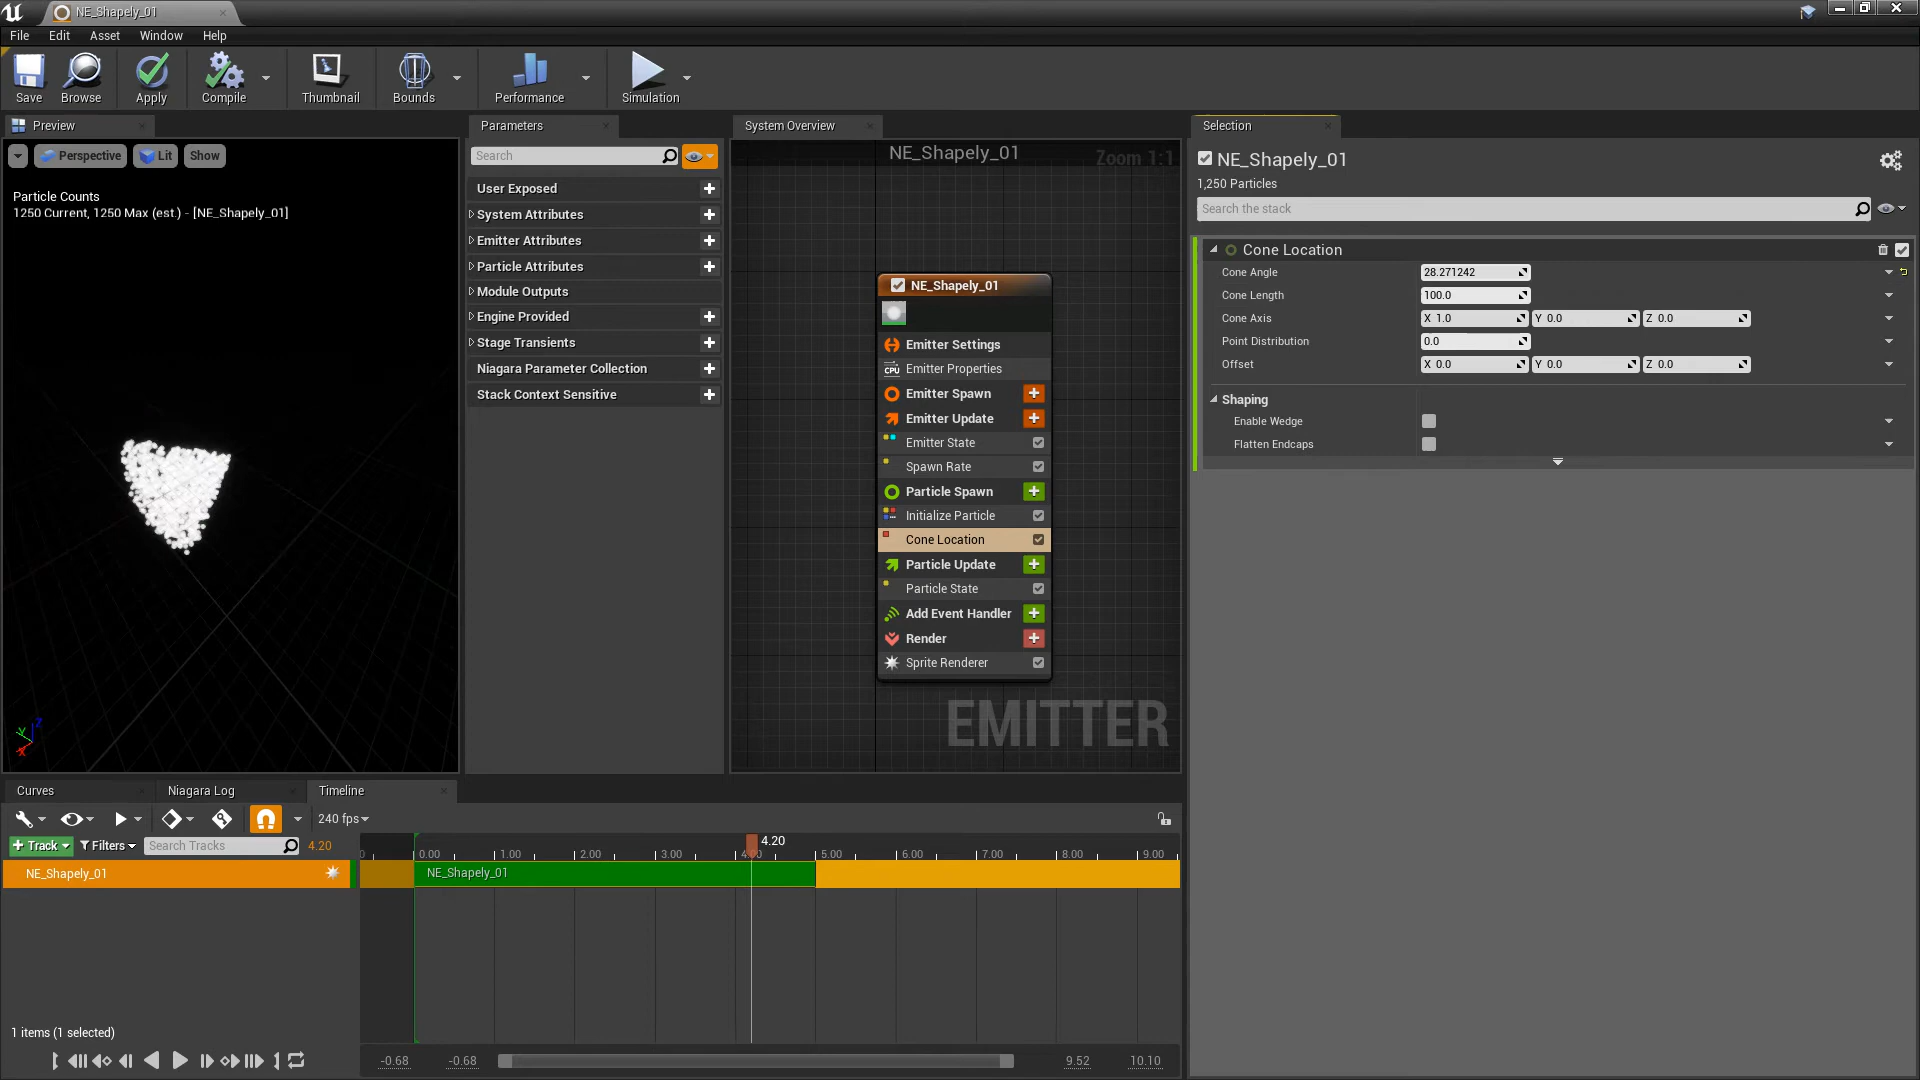 NE_Shapely_01
File Edit Asset Window Help
Save Browse Apply Compile Thumbnail Bounds Performance Simulation
Preview
Perspective Lit Show
Particle Counts
1250 Current, 1250 Max (est.) - [NE_Shapely_01]
Z
Y
X
Parameters
Search
User Exposed
System Attributes
Emitter Attributes
Particle Attributes
Module Outputs
Engine Provided
Stage Transients
Niagara Parameter Collection
Stack Context Sensitive
System Overview
NE_Shapely_01
Zoom 1:1
NE_Shapely_01
Emitter Settings
CPU Emitter Properties
Emitter Spawn
Emitter Update
Emitter State
Spawn Rate
Particle Spawn
Initialize Particle
Cone Location
Particle Update
Particle State
Add Event Handler
Render
Sprite Renderer
EMITTER
Selection
NE_Shapely_01
1,250 Particles
Search the stack
Cone Location
Cone Angle 28.271242
Cone Length 100.0
Cone Axis X 1.0 Y 0.0 Z 0.0
Point Distribution 0.0
Offset X 0.0 Y 0.0 Z 0.0
Shaping
Enable Wedge
Flatten Endcaps
Curves Niagara Log Timeline
240 fps
+ Track Filters Search Tracks 4.20
4.20
0 0.00 1.00 2.00 3.00 5.00 6.00 7.00 8.00 9.00
NE_Shapely_01
NE_Shapely_01
1 items (1 selected)
-0.68 -0.68 9.52 10.10